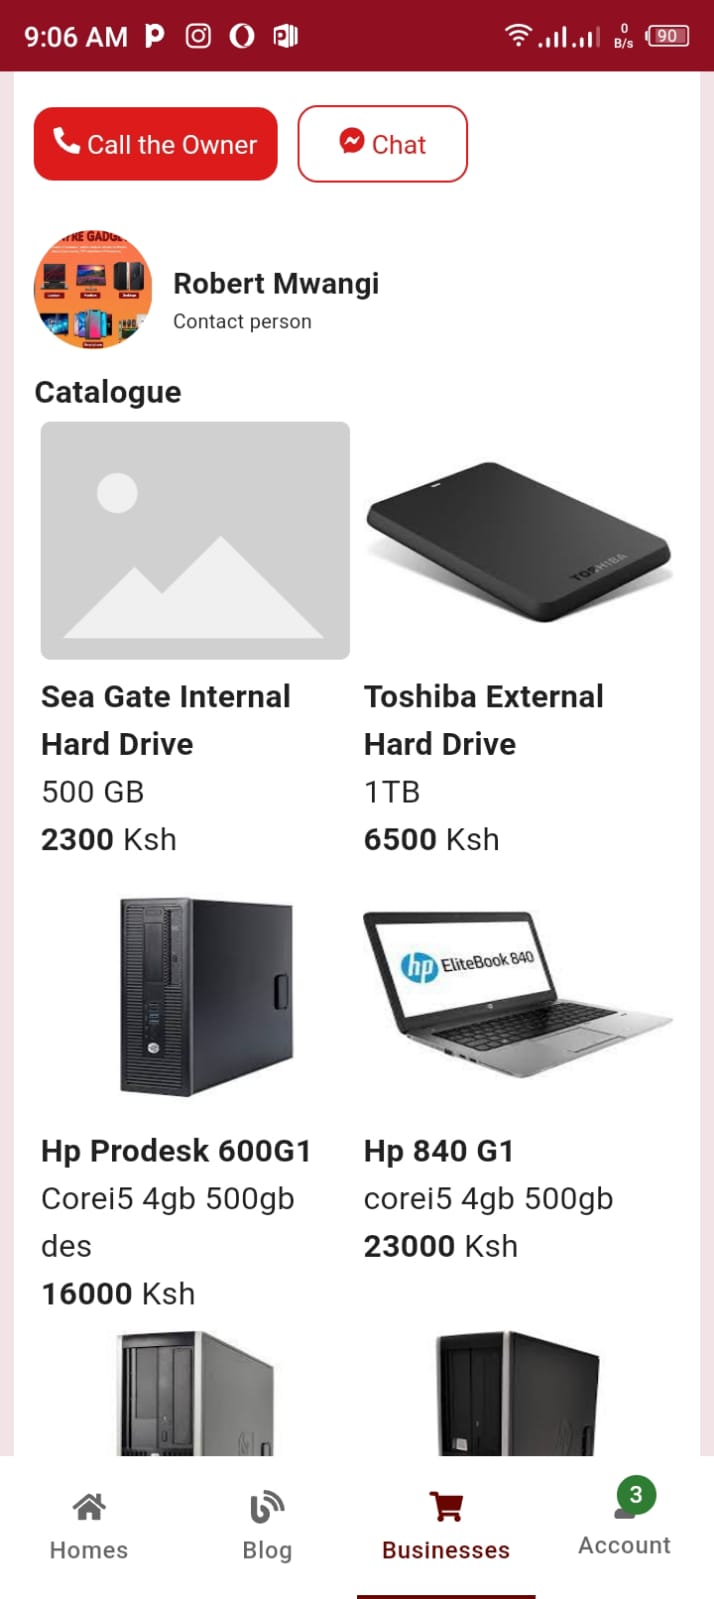 9:06 AM
0
B/s
90
Call the Owner
Chat
Robert Mwangi
Contact person
Catalogue
TOSHIBA
Sea Gate Internal
Hard Drive
500 GB
2300 Ksh
Toshiba External
Hard Drive
1TB
6500 Ksh
hp EliteBook 840
Hp Prodesk 600G1
Corei5 4gb 500gb
des
16000 Ksh
Hp 840 G1
corei5 4gb 500gb
23000 Ksh
Homes
Blog
Businesses
3
Account